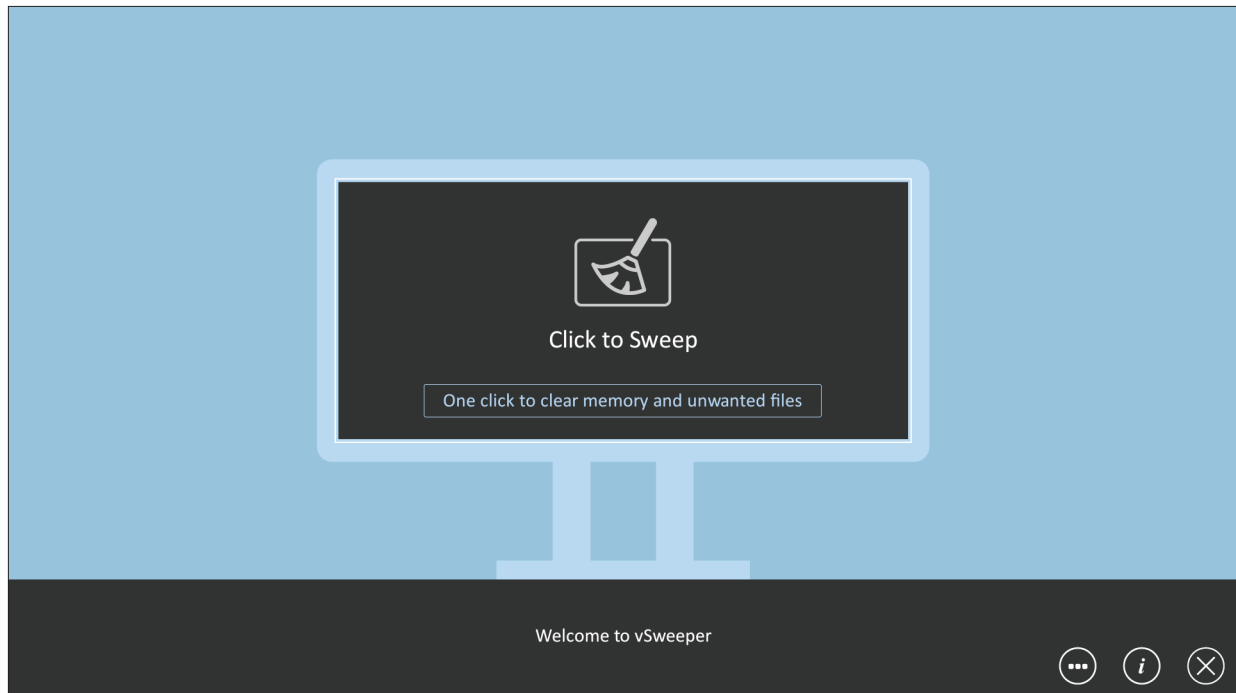 Click to Sweep
One click to clear memory and unwanted files
Welcome to vSweeper
i